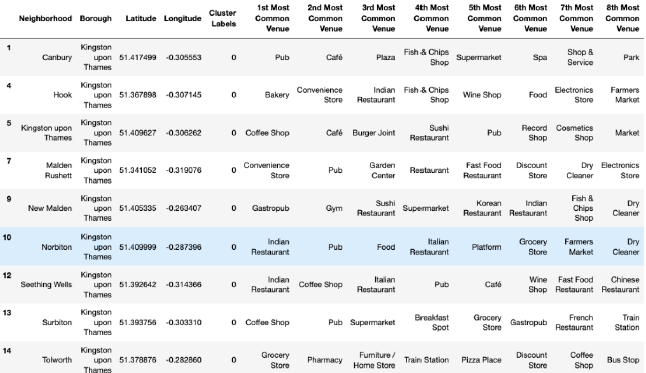 Neighborhood Borough Latitude Longitude Cluster Labels 1st Most Common Venue 2nd Most Common Venue 3rd Most Common Venue 4th Most Common Venue 5th Most Common Venue 6th Most Common Venue 7th Most Common Venue 8th Most Common Venue
1 Canbury Kingston upon Thames 51.417499 -0.305553 0 Pub Café Plaza Fish & Chips Shop Supermarket Spa Shop & Service Park
4 Hook Kingston upon Thames 51.367898 -0.307145 0 Bakery Convenience Store Indian Restaurant Fish & Chips Shop Wine Shop Food Electronics Store Farmers Market
5 Kingston upon Thames Kingston upon Thames 51.409627 -0.306262 0 Coffee Shop Café Burger Joint Sushi Restaurant Pub Record Shop Cosmetics Shop Market
7 Malden Rushett Kingston upon Thames 51.341052 -0.319076 0 Convenience Store Pub Garden Center Restaurant Fast Food Restaurant Discount Store Dry Cleaner Electronics Store
9 New Malden Kingston upon Thames 51.405335 -0.263407 0 Gastropub Gym Sushi Restaurant Supermarket Korean Restaurant Indian Restaurant Fish & Chips Shop Dry Cleaner
10 Norbiton Kingston upon Thames 51.409999 -0.287396 0 Indian Restaurant Pub Food Italian Restaurant Platform Grocery Store Farmers Market Dry Cleaner
12 Seething Wells Kingston upon Thames 51.392642 -0.314366 0 Indian Restaurant Coffee Shop Italian Restaurant Pub Café Wine Shop Fast Food Restaurant Chinese Restaurant
13 Surbiton Kingston upon Thames 51.393756 -0.303310 0 Coffee Shop Pub Supermarket Breakfast Spot Grocery Store Gastropub French Restaurant Train Station
14 Tolworth Kingston upon Thames 51.378876 -0.282860 0 Grocery Store Pharmacy Furniture / Home Store Train Station Pizza Place Discount Store Coffee Shop Bus Stop